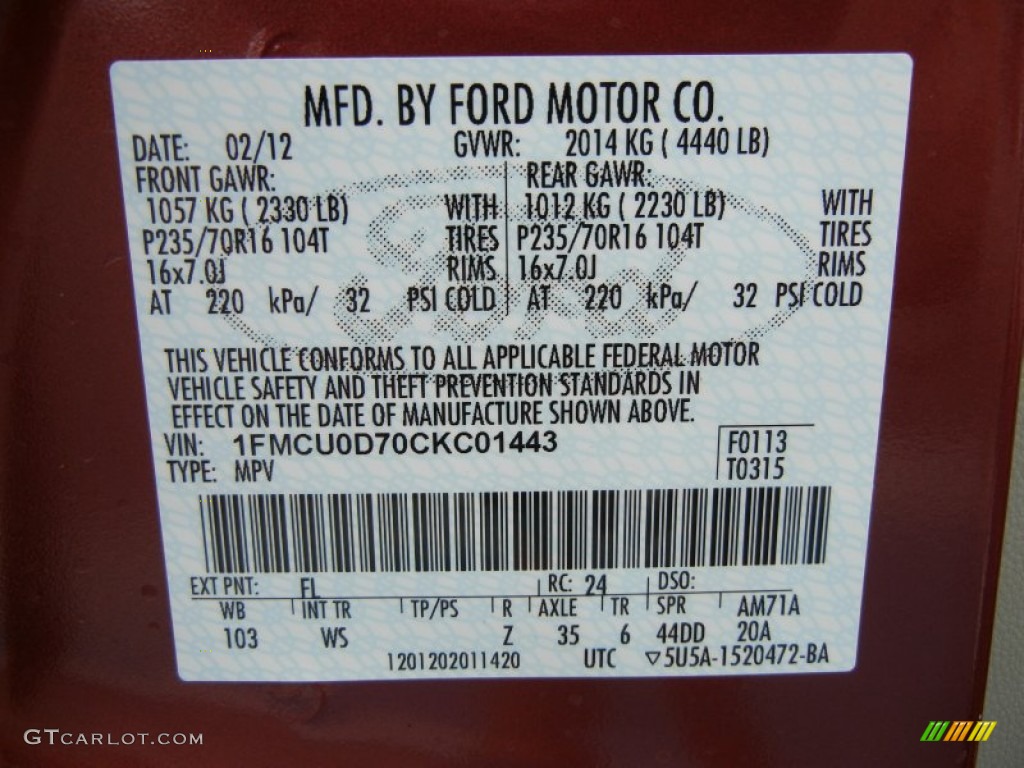 MFD. BY FORD MOTOR CO.
DATE: 02/12 GVWR: 2014 KG ( 4440 LB)
FRONT GAWR: REAR GAWR:
1057 KG ( 2330 LB) WITH 1012 KG ( 2230 LB) WITH
P235/70R16 104T TIRES P235/70R16 104T TIRES
16x7.0J RIMS 16x7.0J RIMS
AT 220 kPa/ 32 PSI COLD AT 220 kPa/ 32 PSI COLD
Ford
THIS VEHICLE CONFORMS TO ALL APPLICABLE FEDERAL MOTOR
VEHICLE SAFETY AND THEFT PREVENTION STANDARDS IN
EFFECT ON THE DATE OF MANUFACTURE SHOWN ABOVE.
VIN: 1FMCU0D70CKC01443 F0113
TYPE: MPV T0315
EXT PNT: FL RC: 24 DSO:
WB INT TR TP/PS R AXLE TR SPR AM71A
103 WS Z 35 6 44DD 20A
1201202011420 UTC ▽5U5A-1520472-BA
GTCARLOT.COM